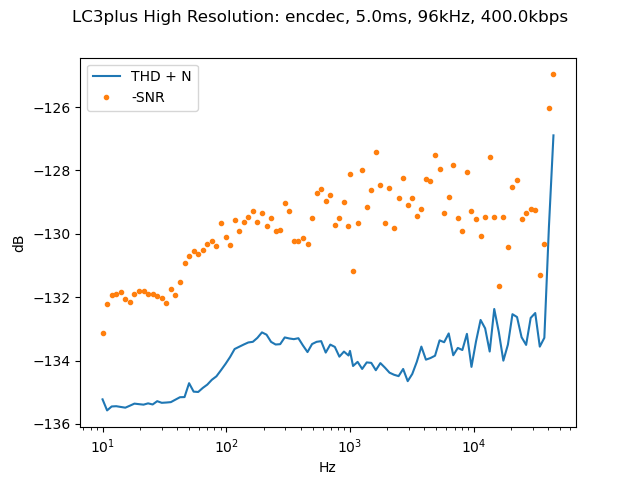 LC3plus High Resolution: encdec, 5.0ms, 96kHz, 400.0kbps
THD + N
-SNR
−126
−128
−130
−132
−134
−136
dB
10¹
10²
10³
10⁴
Hz